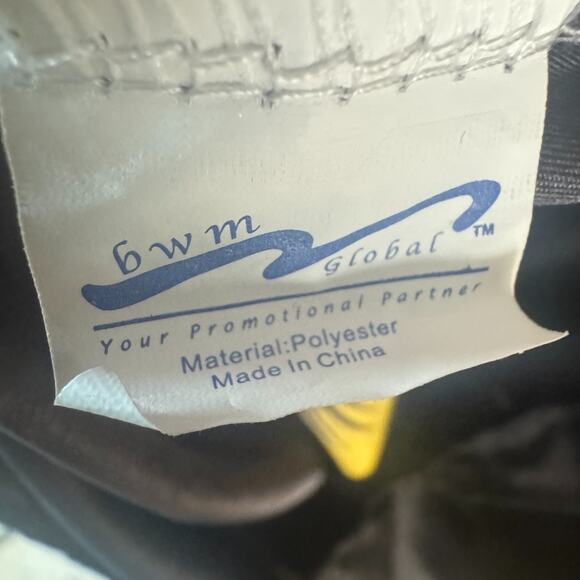 bwm
Global™
Your Promotional Partner
Material:Polyester
Made In China